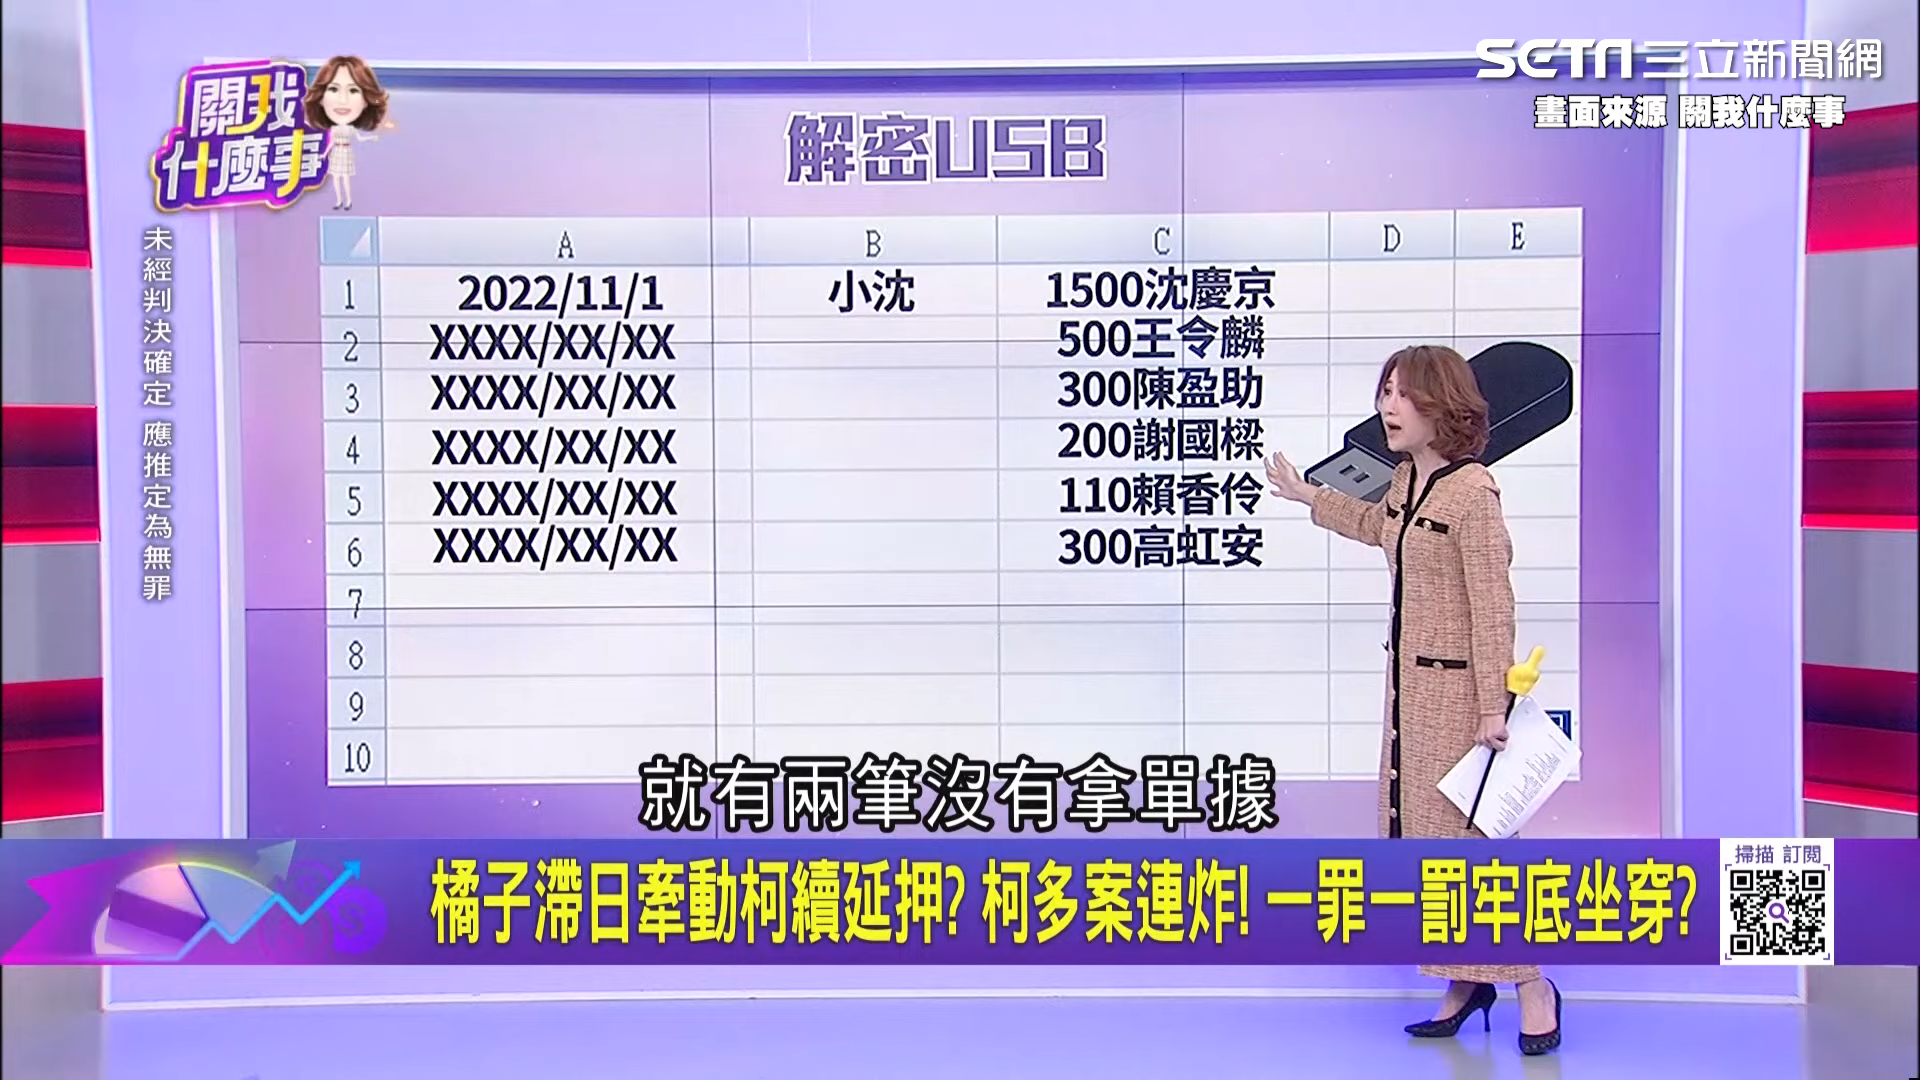 SETN三立新聞網
畫面來源 關我什麼事
關我
什麼事
未經判決確定 應推定為無罪
解密USB
A B C D E
1 2022/11/1 小沈 1500沈慶京
2 XXXX/XX/XX 500王令麟
3 XXXX/XX/XX 300陳盈助
4 XXXX/XX/XX 200謝國樑
5 XXXX/XX/XX 110賴香伶
6 XXXX/XX/XX 300高虹安
7
8
9
10
就有兩筆沒有拿單據
橘子滯日牽動柯續延押? 柯多案連炸! 一罪一罰牢底坐穿?
掃描 訂閱